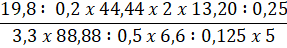 19,8 : 0,2 x 44,44 x 2 x 13,20 : 0,25
3,3 x 88,88 : 0,5 x 6,6 : 0,125 x 5